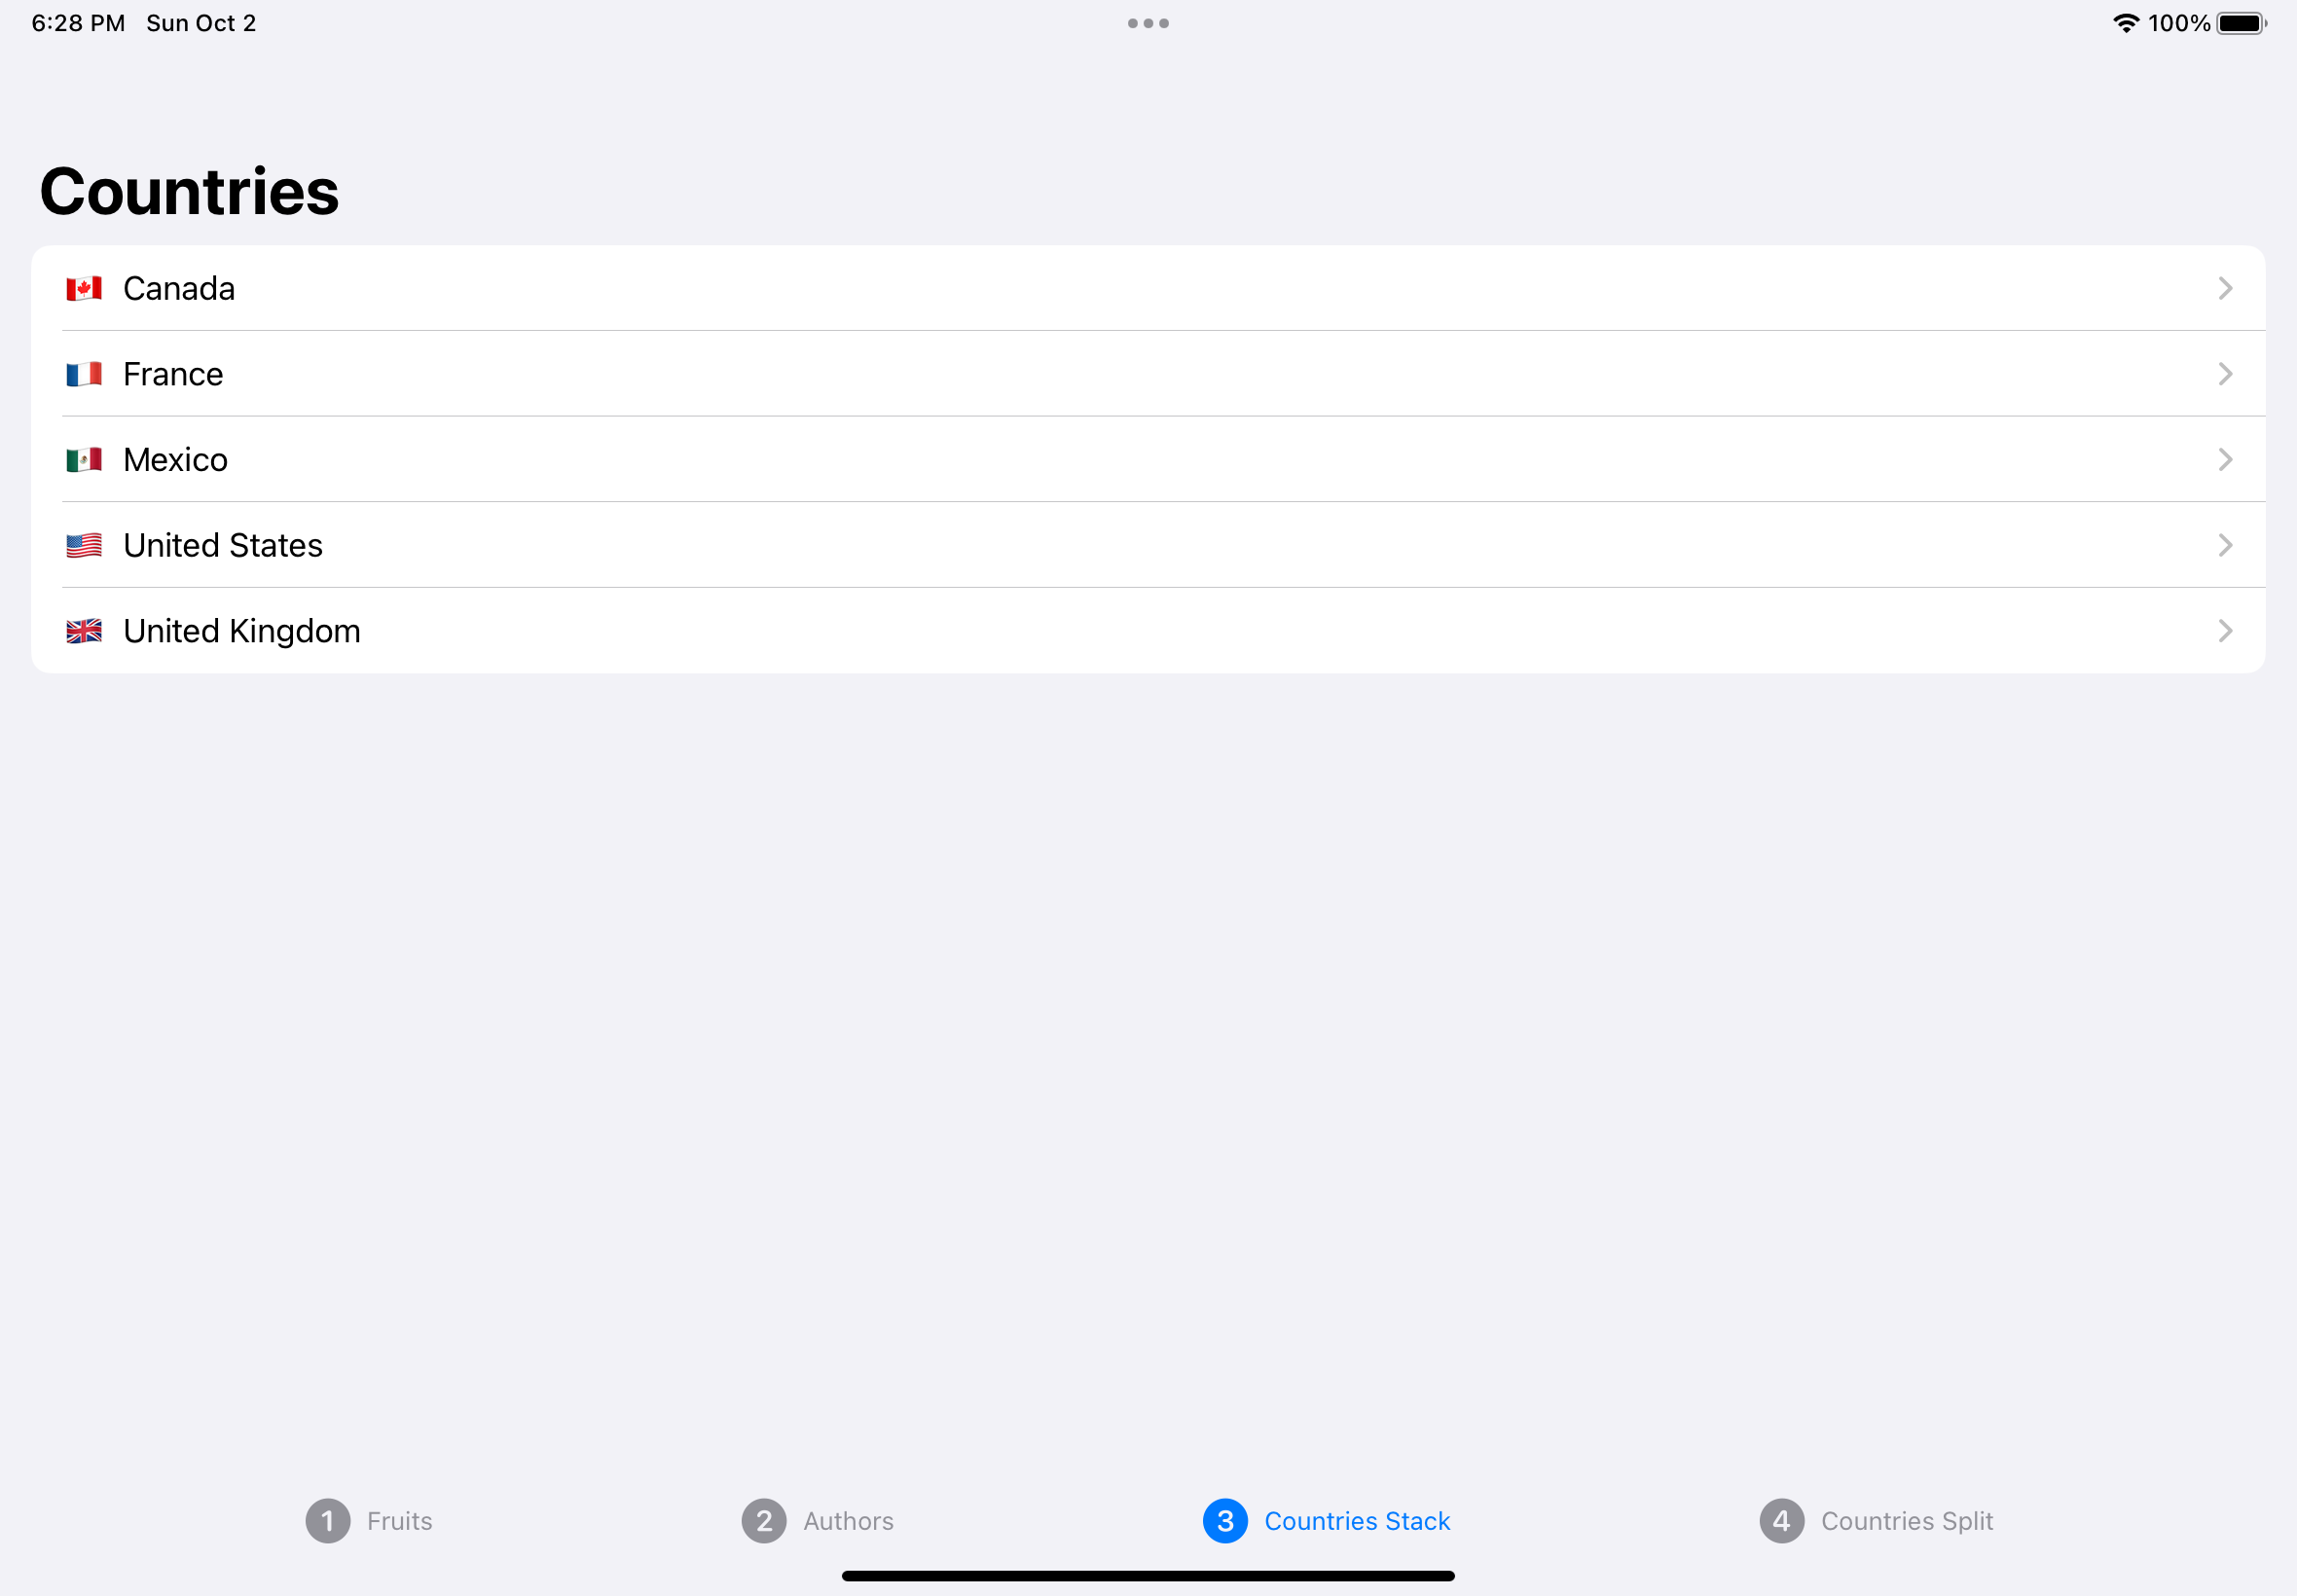 6:28 PM Sun Oct 2 100%
Countries
Canada
France
Mexico
United States
United Kingdom
1 Fruits 2 Authors 3 Countries Stack 4 Countries Split